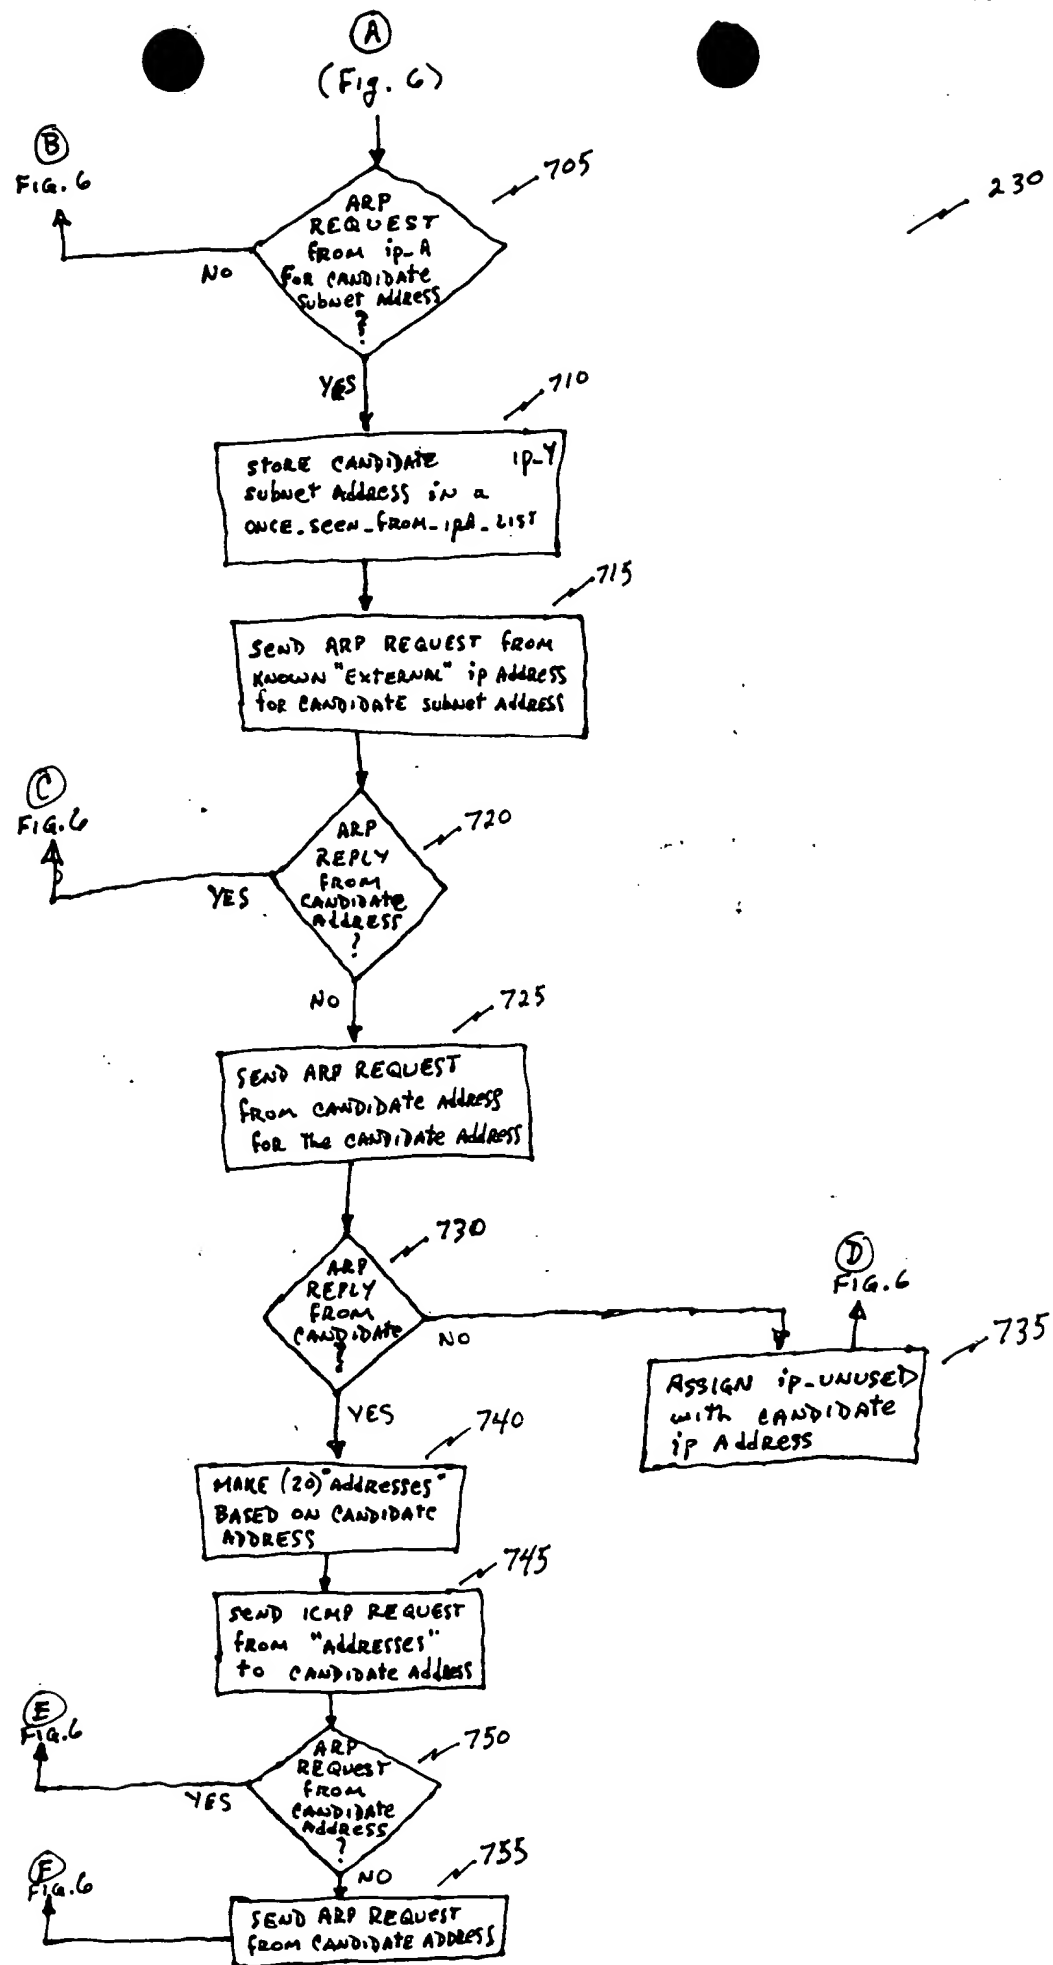 A
(Fig. 6)
B
FIG. 6
705
230
ARP
REQUEST
from ip_A
for CANDIDATE
subnet Address
?
NO
YES
710
STORE CANDIDATE ip_Y
subnet Address in a
ONCE_SEEN_FROM_ipA_LIST
715
SEND ARP REQUEST from
KNOWN "EXTERNAL" ip Address
for CANDIDATE subnet Address
C
FIG. 6
720
ARP
REPLY
FROM
CANDIDATE
Address
?
YES
NO
725
SEND ARP REQUEST
from CANDIDATE Address
for the CANDIDATE Address
730
ARP
REPLY
FROM
CANDIDATE
?
NO
D
FIG. 6
735
ASSIGN ip_UNUSED
with CANDIDATE
ip Address
YES
740
MAKE (20) "Addresses"
BASED ON CANDIDATE
ADDRESS
745
SEND ICMP REQUEST
from "Addresses"
to CANDIDATE Address
E
FIG. 6
750
ARP
REQUEST
FROM
CANDIDATE
Address
?
YES
NO
F
FIG. 6
755
SEND ARP REQUEST
from CANDIDATE ADDRESS